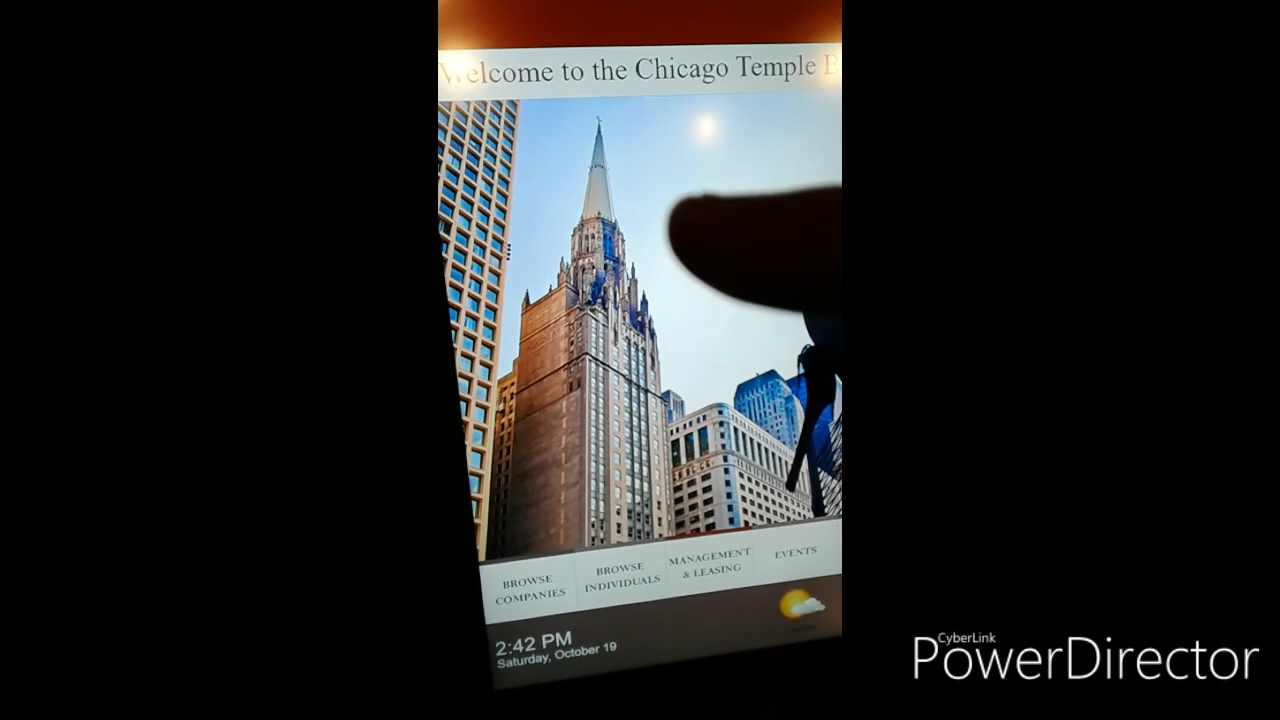 Welcome to the Chicago Temple B
BROWSE
COMPANIES
BROWSE
INDIVIDUALS
MANAGEMENT
& LEASING
EVENTS
2:42 PM
Saturday, October 19
CyberLink
PowerDirector